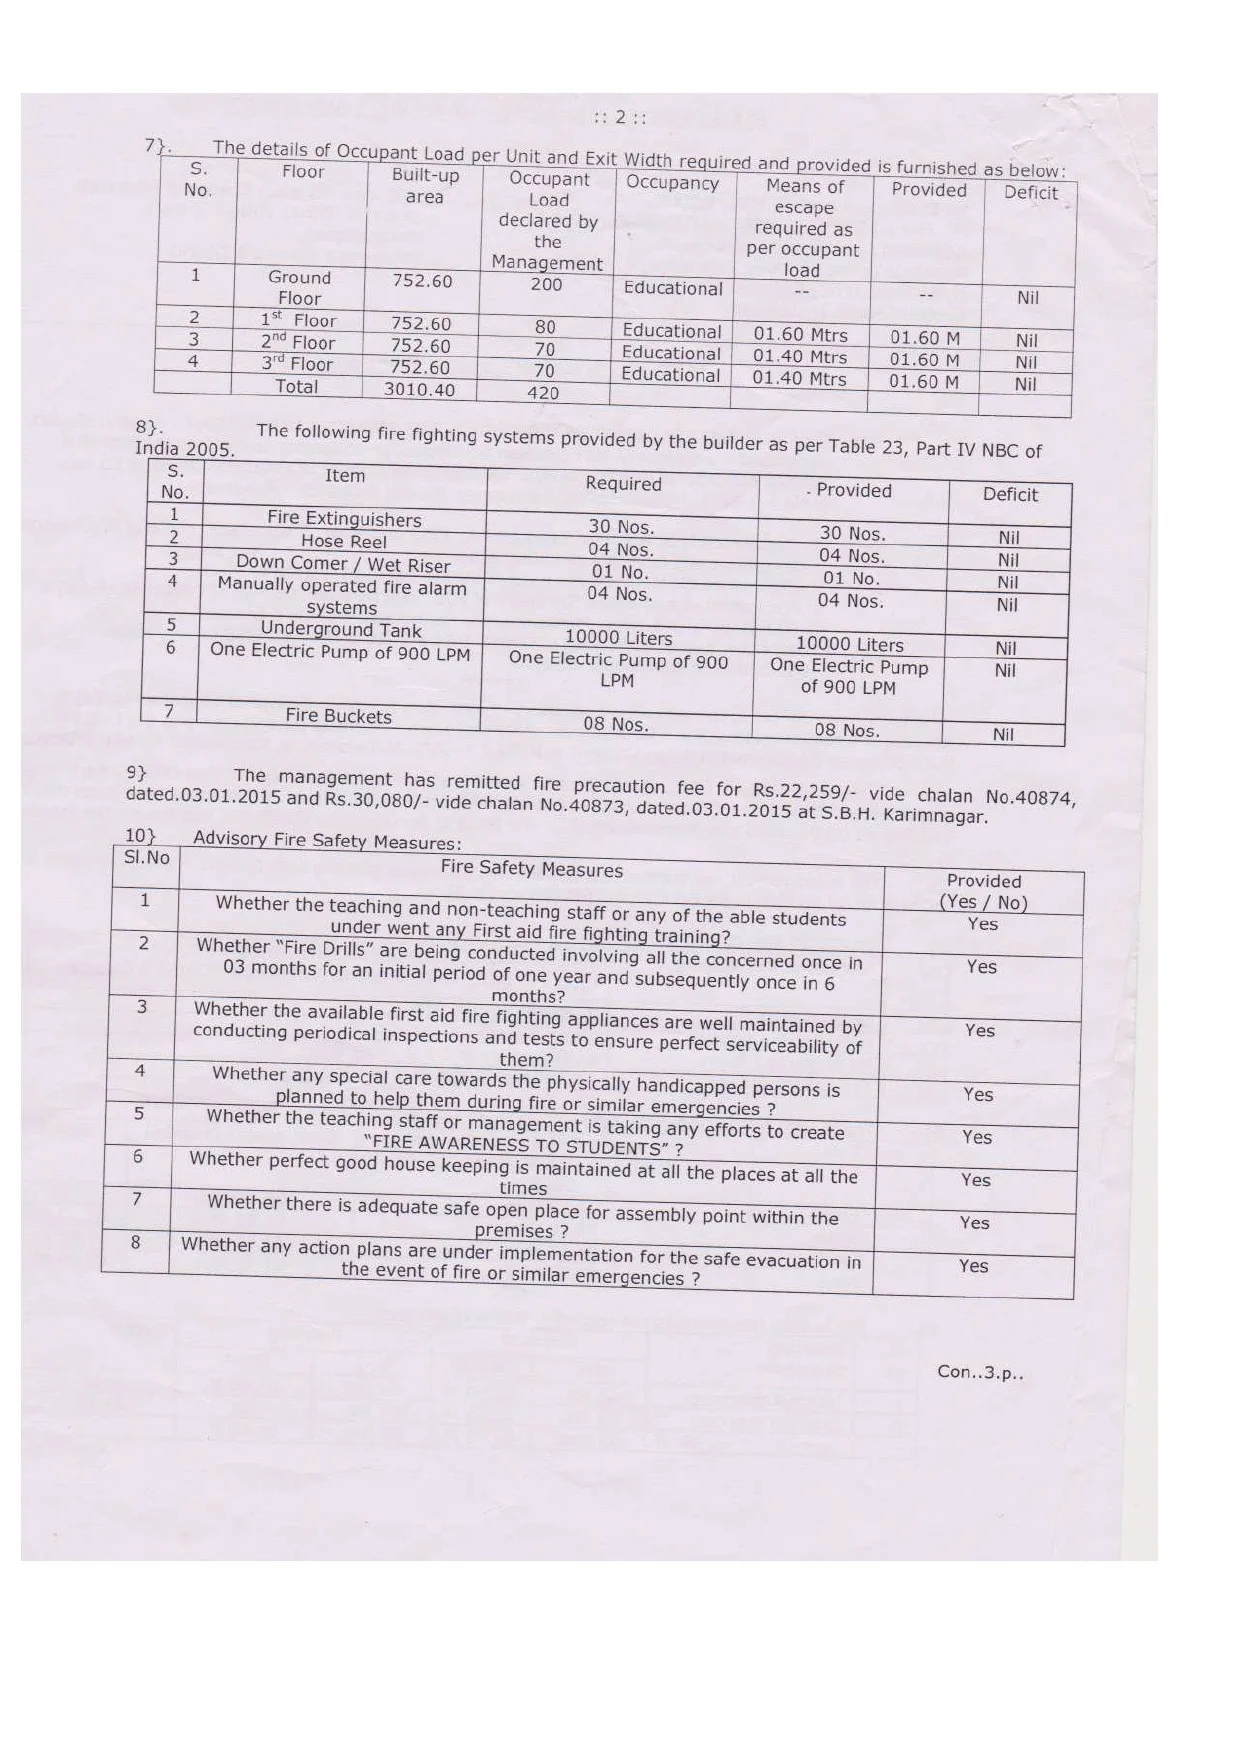 :: 2 ::
7}. The details of Occupant Load per Unit and Exit Width required and provided is furnished as below:
S. No. Floor Built-up area Occupant Load declared by the Management Occupancy Means of escape required as per occupant load Provided Deficit
1 Ground Floor 752.60 200 Educational -- -- Nil
2 1st Floor 752.60 80 Educational 01.60 Mtrs 01.60 M Nil
3 2nd Floor 752.60 70 Educational 01.40 Mtrs 01.60 M Nil
4 3rd Floor 752.60 70 Educational 01.40 Mtrs 01.60 M Nil
Total 3010.40 420
8}. The following fire fighting systems provided by the builder as per Table 23, Part IV NBC of
India 2005.
S. No. Item Required Provided Deficit
1 Fire Extinguishers 30 Nos. 30 Nos. Nil
2 Hose Reel 04 Nos. 04 Nos. Nil
3 Down Comer / Wet Riser 01 No. 01 No. Nil
4 Manually operated fire alarm systems 04 Nos. 04 Nos. Nil
5 Underground Tank 10000 Liters 10000 Liters Nil
6 One Electric Pump of 900 LPM One Electric Pump of 900 LPM One Electric Pump of 900 LPM Nil
7 Fire Buckets 08 Nos. 08 Nos. Nil
9} The management has remitted fire precaution fee for Rs.22,259/- vide chalan No.40874,
dated.03.01.2015 and Rs.30,080/- vide chalan No.40873, dated.03.01.2015 at S.B.H. Karimnagar.
10} Advisory Fire Safety Measures:
Sl.No Fire Safety Measures Provided (Yes / No)
1 Whether the teaching and non-teaching staff or any of the able students
under went any First aid fire fighting training? Yes
2 Whether "Fire Drills" are being conducted involving all the concerned once in
03 months for an initial period of one year and subsequently once in 6
months? Yes
3 Whether the available first aid fire fighting appliances are well maintained by
conducting periodical inspections and tests to ensure perfect serviceability of
them? Yes
4 Whether any special care towards the physically handicapped persons is
planned to help them during fire or similar emergencies ? Yes
5 Whether the teaching staff or management is taking any efforts to create
"FIRE AWARENESS TO STUDENTS" ? Yes
6 Whether perfect good house keeping is maintained at all the places at all the
times Yes
7 Whether there is adequate safe open place for assembly point within the
premises ? Yes
8 Whether any action plans are under implementation for the safe evacuation in
the event of fire or similar emergencies ? Yes
Con..3.p..